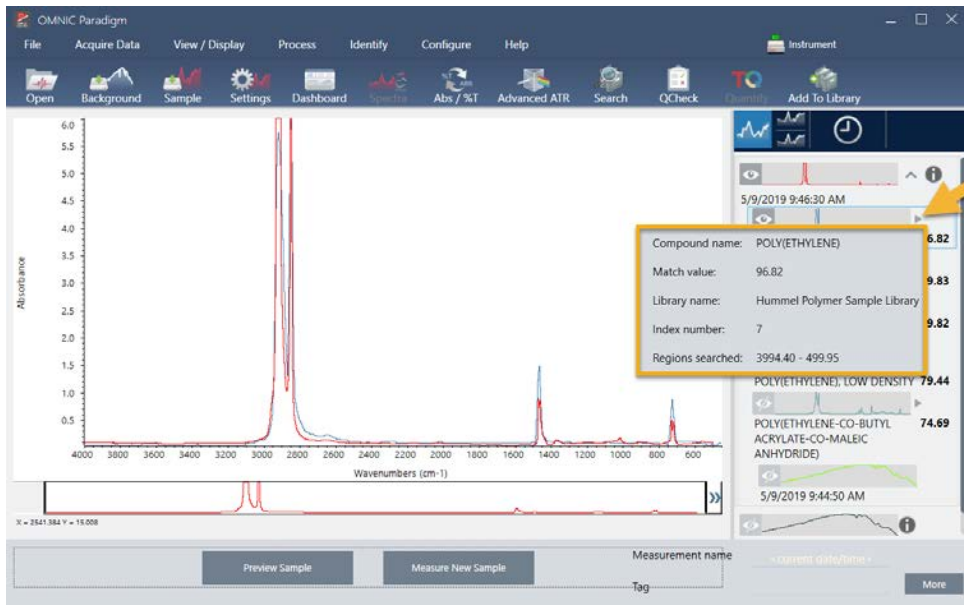 OMNIC Paradigm
File Acquire Data View / Display Process Identify Configure Help Instrument
Open Background Sample Settings Dashboard Spectra Abs / %T Advanced ATR Search QCheck Quantify Add To Library
6.0
5.5
5.0
4.5
4.0
3.5
3.0
2.5
2.0
1.5
1.0
0.5
Absorbance
4000 3800 3600 3400 3200 3000 2800 2600 2400 2200 2000 1800 1600 1400 1200 1000 800 600
Wavenumbers (cm-1)
X = 2541.384 Y = 15.008
5/9/2019 9:46:30 AM
6.82
Compound name: POLY(ETHYLENE)
Match value: 96.82
9.83
Library name: Hummel Polymer Sample Library
Index number: 7
9.82
Regions searched: 3994.40 - 499.95
POLY(ETHYLENE), LOW DENSITY 79.44
POLY(ETHYLENE-CO-BUTYL 74.69
ACRYLATE-CO-MALEIC
ANHYDRIDE)
5/9/2019 9:44:50 AM
Preview Sample Measure New Sample
Measurement name <current date/time>
Tag
More